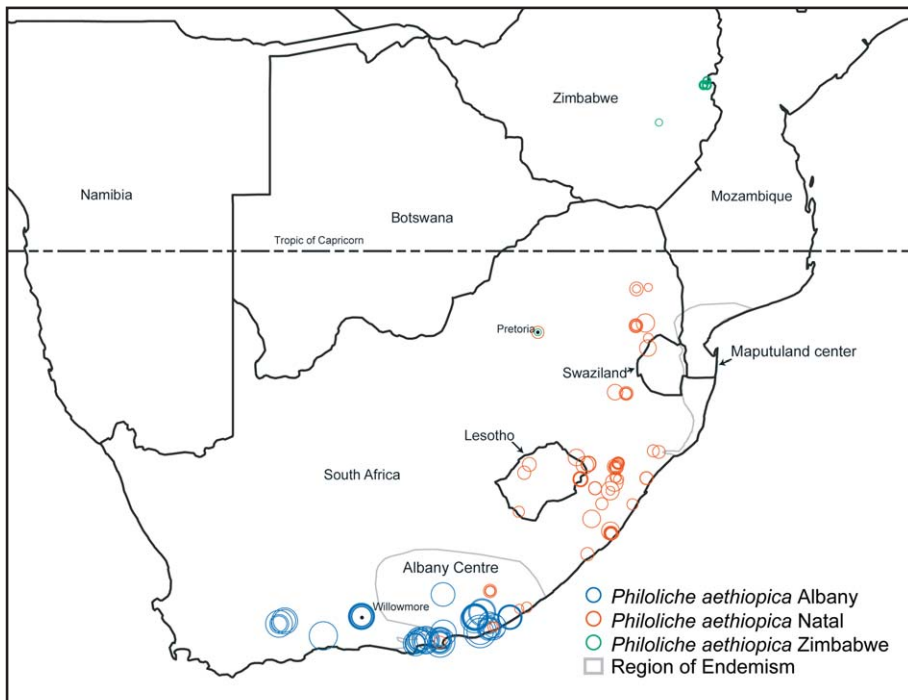 Zimbabwe
Namibia
Mozambique
Botswana
Tropic of Capricorn
Pretoria
Maputuland center
Swaziland
Lesotho
South Africa
Albany Centre
Willowmore
Philoliche aethiopica Albany
Philoliche aethiopica Natal
Philoliche aethiopica Zimbabwe
Region of Endemism